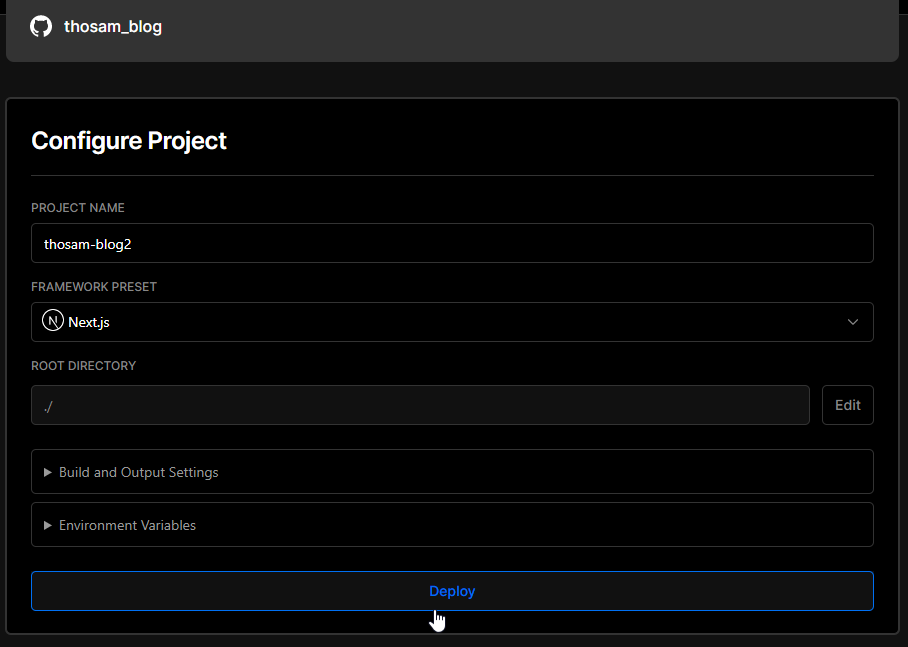 thosam_blog
Configure Project
PROJECT NAME
thosam-blog2
FRAMEWORK PRESET
N Next.js
ROOT DIRECTORY
./
Edit
Build and Output Settings
Environment Variables
Deploy